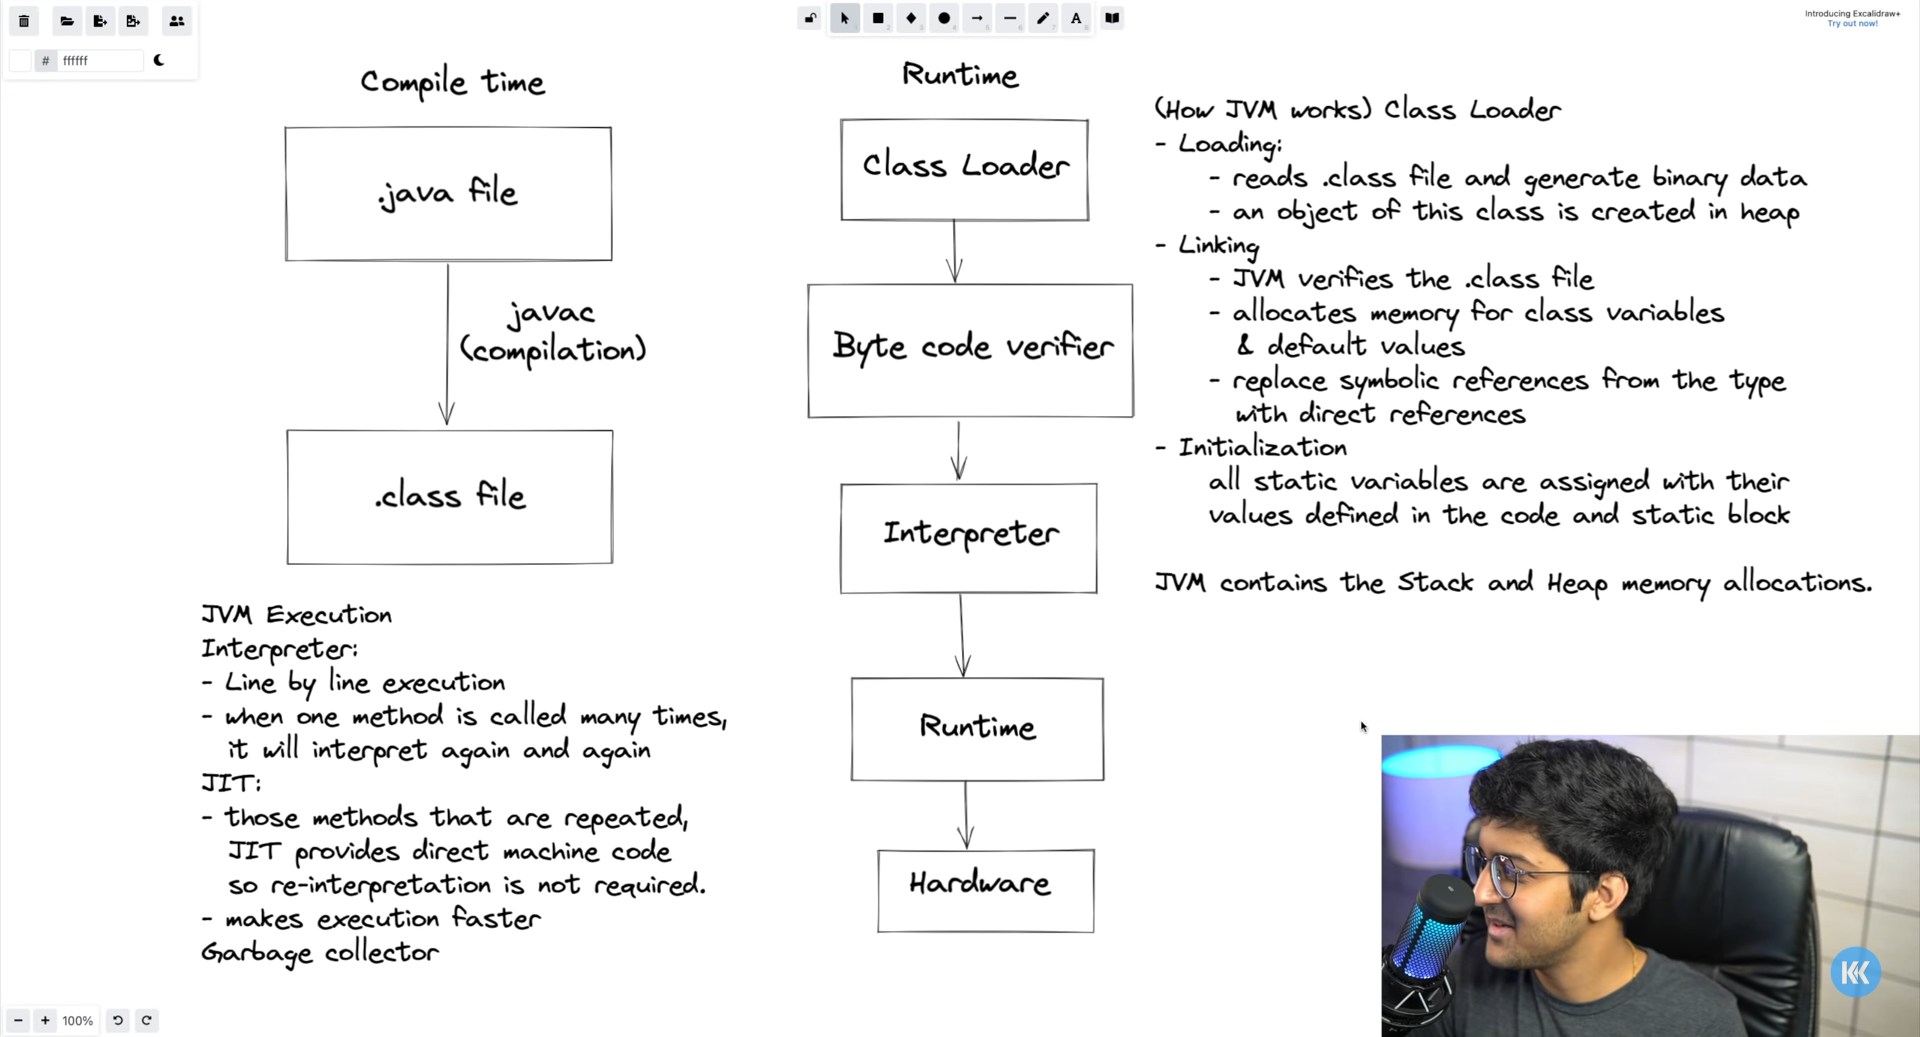 Introducing Excalidraw+
Try out now!
# ffffff
Compile time
.java file
javac
(compilation)
.class file
JVM Execution
Interpreter:
- Line by line execution
- when one method is called many times,
it will interpret again and again
JIT:
- those methods that are repeated,
JIT provides direct machine code
so re-interpretation is not required.
- makes execution faster
Garbage collector
Runtime
Class Loader
Byte code verifier
Interpreter
Runtime
Hardware
(How JVM works) Class Loader
- Loading:
- reads .class file and generate binary data
- an object of this class is created in heap
- Linking
- JVM verifies the .class file
- allocates memory for class variables
& default values
- replace symbolic references from the type
with direct references
- Initialization
all static variables are assigned with their
values defined in the code and static block
JVM contains the Stack and Heap memory allocations.
A
100%
KK